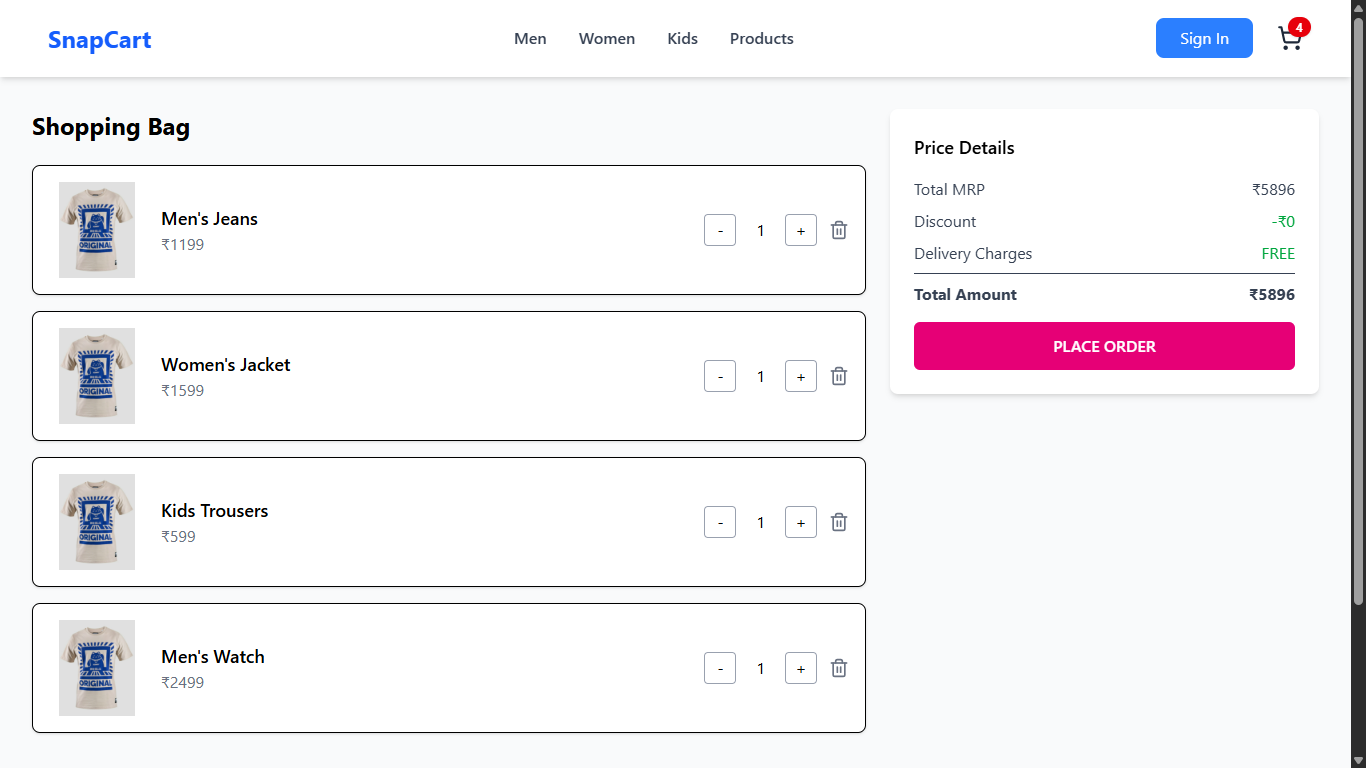 SnapCart
Men Women Kids Products
Sign In
4
Shopping Bag
Men's Jeans
₹1199
- 1 +
Women's Jacket
₹1599
- 1 +
Kids Trousers
₹599
- 1 +
Men's Watch
₹2499
- 1 +
Price Details
Total MRP ₹5896
Discount -₹0
Delivery Charges FREE
Total Amount ₹5896
PLACE ORDER
ORIGINAL
ORIGINAL
ORIGINAL
ORIGINAL